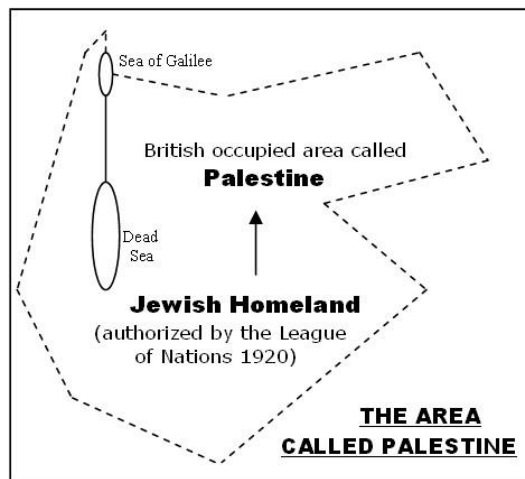 Sea of Galilee
British occupied area called
Palestine
Dead
Sea
Jewish Homeland
(authorized by the League
of Nations 1920)
THE AREA
CALLED PALESTINE